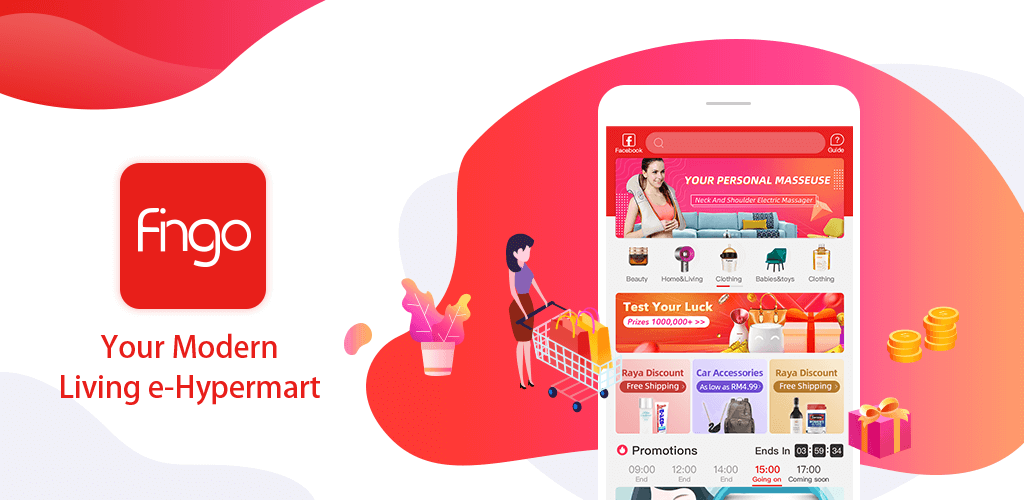 fingo
Your Modern
Living e-Hypermart
Facebook
?
Guide
YOUR PERSONAL MASSEUSE
Neck And Shoulder Electric Massager
Beauty
Home&Living
Clothing
Babies&toys
Clothing
Test Your Luck
Prizes 1000,000+ >>
Raya Discount
Free Shipping
Car Accessories
As low as RM4.99
Raya Discount
Free Shipping
Promotions
Ends In 03 : 59 : 34
09:00 12:00 14:00 15:00 17:00
End End End Going on Coming soon